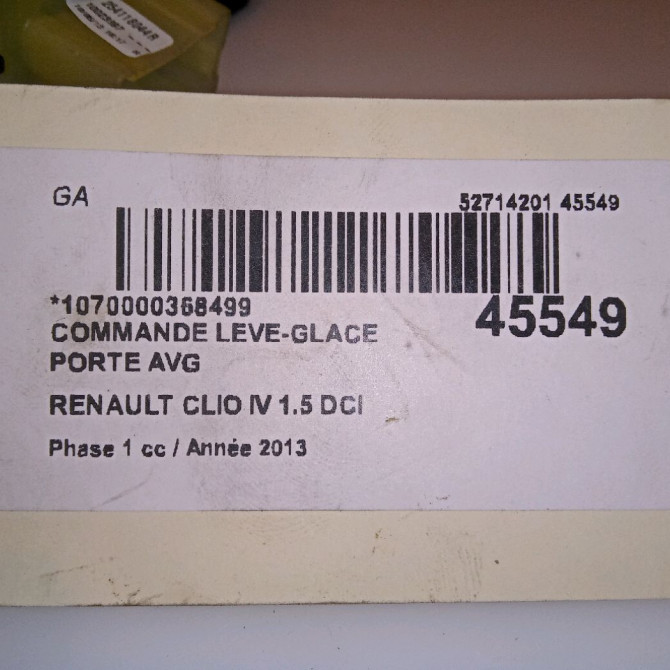 254118044R
GA
52714201 45549
*1070000368499
45549
COMMANDE LEVE-GLACE
PORTE AVG
RENAULT CLIO IV 1.5 DCI
Phase 1 cc / Année 2013